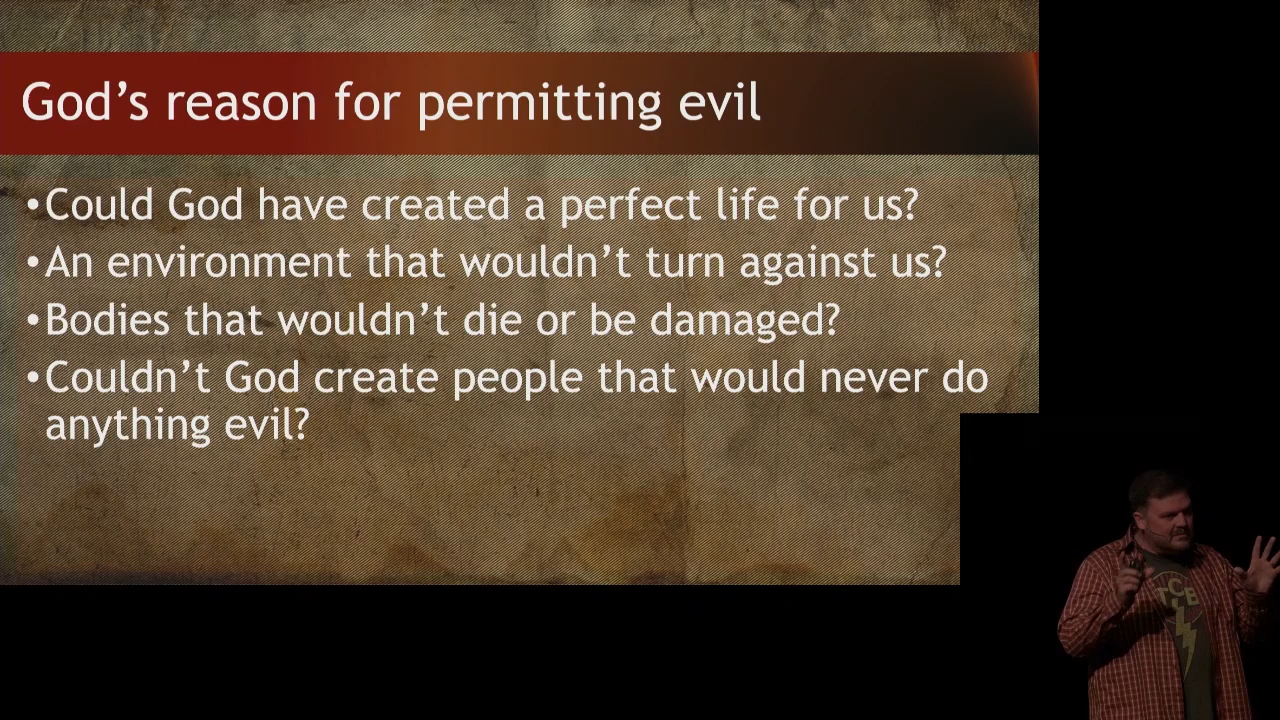 God's reason for permitting evil
•Could God have created a perfect life for us?
•An environment that wouldn't turn against us?
•Bodies that wouldn't die or be damaged?
•Couldn't God create people that would never do
anything evil?
TCB